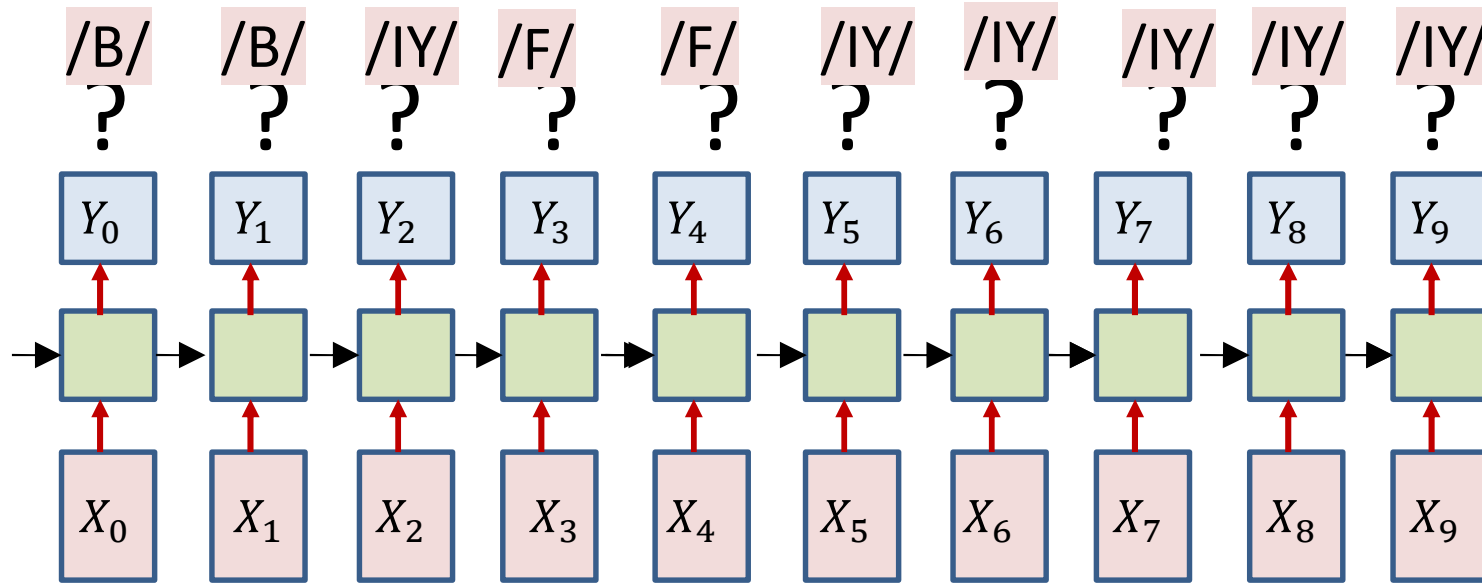 /B/ /B/ /IY/ /F/ /F/ /IY/ /IY/ /IY/ /IY/ /IY/
? ? ? ? ? ? ? ? ? ?
Y₀ Y₁ Y₂ Y₃ Y₄ Y₅ Y₆ Y₇ Y₈ Y₉
X₀ X₁ X₂ X₃ X₄ X₅ X₆ X₇ X₈ X₉